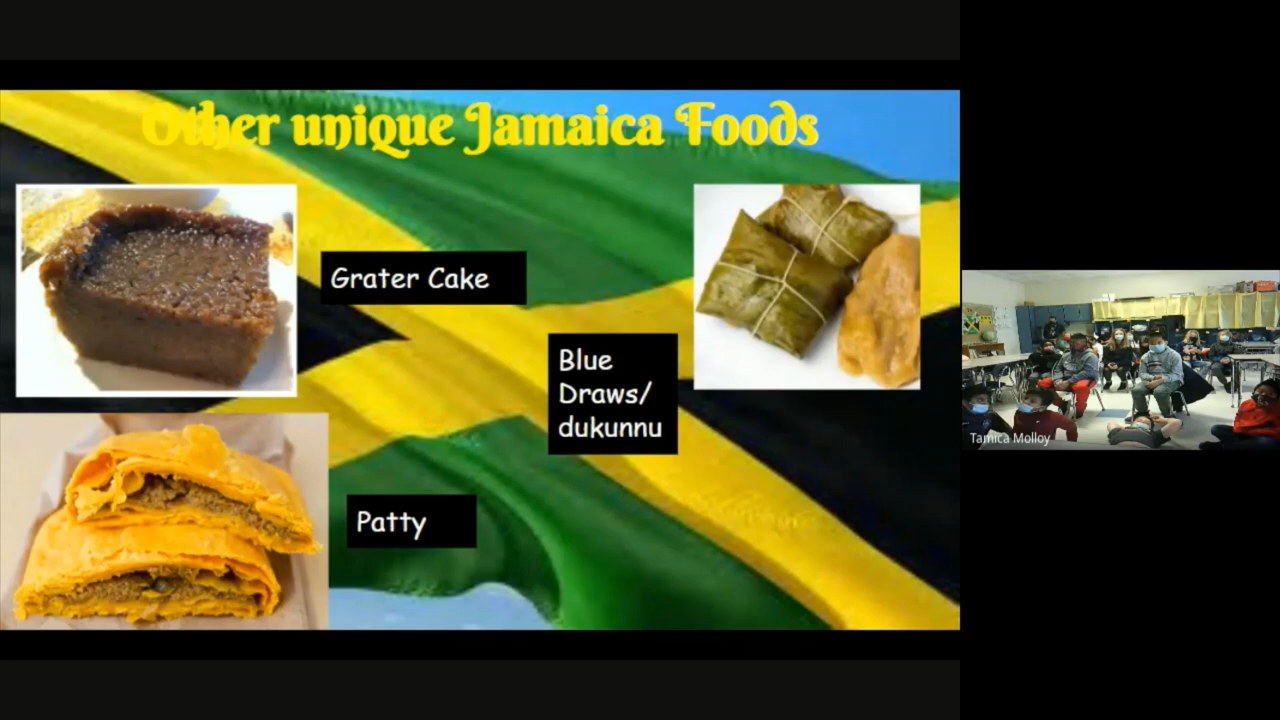 Other unique Jamaica Foods
Grater Cake
Blue
Draws/
dukunnu
Patty
Tamica Molloy